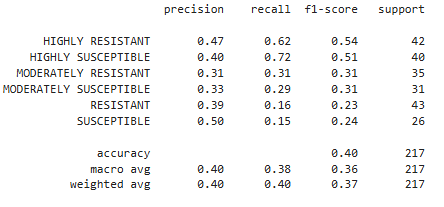 precision recall f1-score support
HIGHLY RESISTANT 0.47 0.62 0.54 42
HIGHLY SUSCEPTIBLE 0.40 0.72 0.51 40
MODERATELY RESISTANT 0.31 0.31 0.31 35
MODERATELY SUSCEPTIBLE 0.33 0.29 0.31 31
RESISTANT 0.39 0.16 0.23 43
SUSCEPTIBLE 0.50 0.15 0.24 26
accuracy 0.40 217
macro avg 0.40 0.38 0.36 217
weighted avg 0.40 0.40 0.37 217